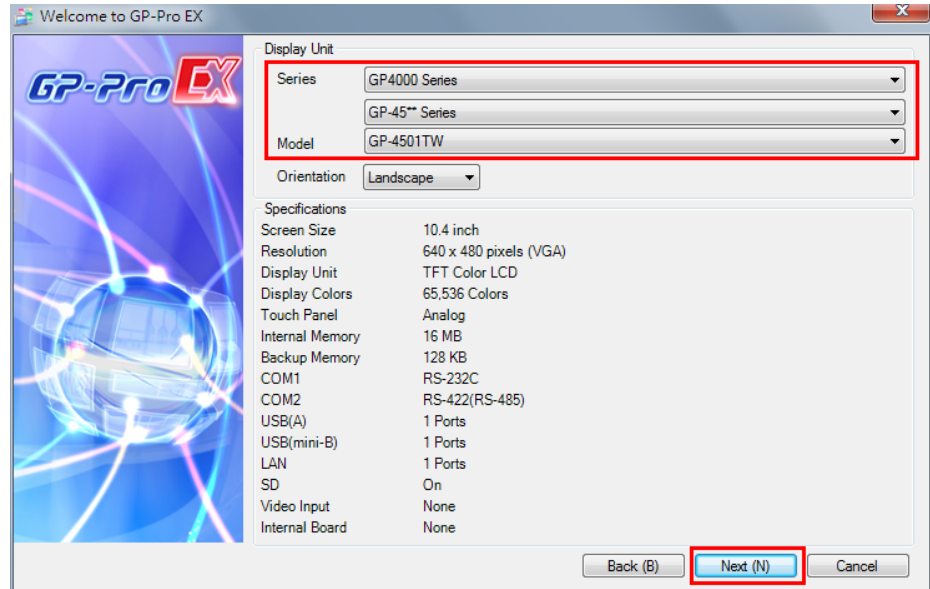 Welcome to GP-Pro EX
GP-Pro EX
Display Unit
Series GP4000 Series
GP-45** Series
Model GP-4501TW
Orientation Landscape
Specifications
Screen Size 10.4 inch
Resolution 640 x 480 pixels (VGA)
Display Unit TFT Color LCD
Display Colors 65,536 Colors
Touch Panel Analog
Internal Memory 16 MB
Backup Memory 128 KB
COM1 RS-232C
COM2 RS-422(RS-485)
USB(A) 1 Ports
USB(mini-B) 1 Ports
LAN 1 Ports
SD On
Video Input None
Internal Board None
Back (B) Next (N) Cancel